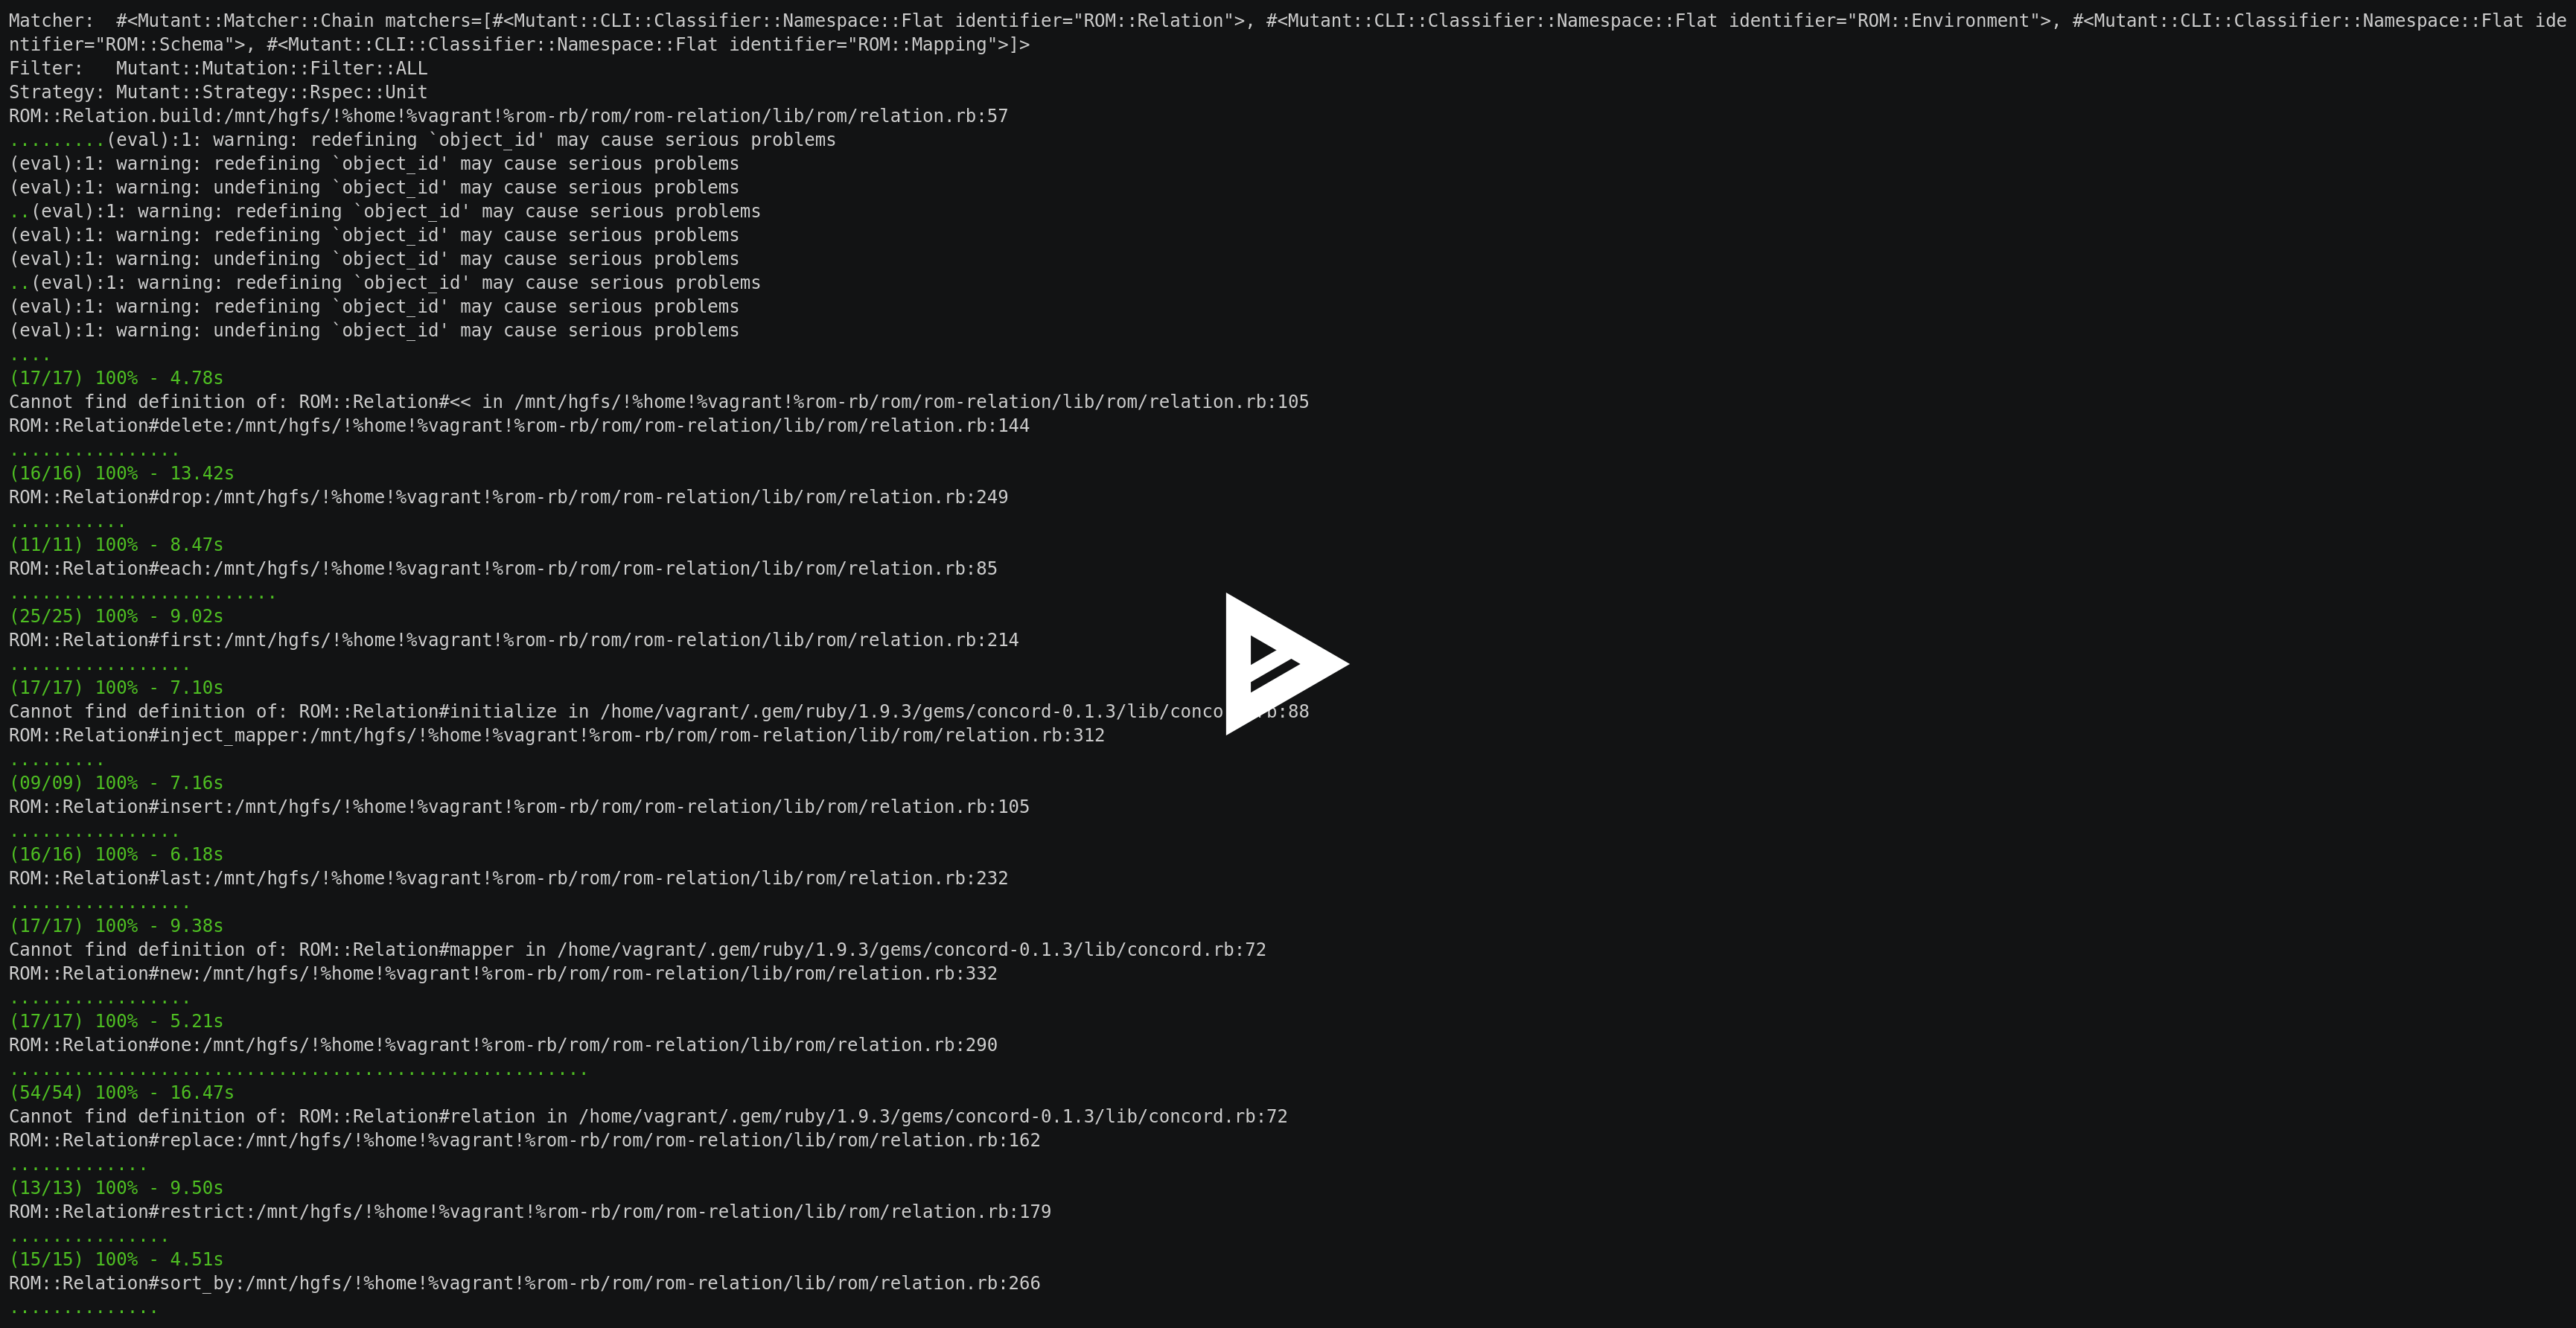 Matcher:  #<Mutant::Matcher::Chain matchers=[#<Mutant::CLI::Classifier::Namespace::Flat identifier="ROM::Relation">, #<Mutant::CLI::Classifier::Namespace::Flat identifier="ROM::Environment">, #<Mutant::CLI::Classifier::Namespace::Flat ide
ntifier="ROM::Schema">, #<Mutant::CLI::Classifier::Namespace::Flat identifier="ROM::Mapping">]>
Filter:   Mutant::Mutation::Filter::ALL
Strategy: Mutant::Strategy::Rspec::Unit
ROM::Relation.build:/mnt/hgfs/!%home!%vagrant!%rom-rb/rom/rom-relation/lib/rom/relation.rb:57
.........(eval):1: warning: redefining `object_id' may cause serious problems
(eval):1: warning: redefining `object_id' may cause serious problems
(eval):1: warning: undefining `object_id' may cause serious problems
..(eval):1: warning: redefining `object_id' may cause serious problems
(eval):1: warning: redefining `object_id' may cause serious problems
(eval):1: warning: undefining `object_id' may cause serious problems
..(eval):1: warning: redefining `object_id' may cause serious problems
(eval):1: warning: redefining `object_id' may cause serious problems
(eval):1: warning: undefining `object_id' may cause serious problems
....
(17/17) 100% - 4.78s
Cannot find definition of: ROM::Relation#<< in /mnt/hgfs/!%home!%vagrant!%rom-rb/rom/rom-relation/lib/rom/relation.rb:105
ROM::Relation#delete:/mnt/hgfs/!%home!%vagrant!%rom-rb/rom/rom-relation/lib/rom/relation.rb:144
................
(16/16) 100% - 13.42s
ROM::Relation#drop:/mnt/hgfs/!%home!%vagrant!%rom-rb/rom/rom-relation/lib/rom/relation.rb:249
...........
(11/11) 100% - 8.47s
ROM::Relation#each:/mnt/hgfs/!%home!%vagrant!%rom-rb/rom/rom-relation/lib/rom/relation.rb:85
.........................
(25/25) 100% - 9.02s
ROM::Relation#first:/mnt/hgfs/!%home!%vagrant!%rom-rb/rom/rom-relation/lib/rom/relation.rb:214
.................
(17/17) 100% - 7.10s
Cannot find definition of: ROM::Relation#initialize in /home/vagrant/.gem/ruby/1.9.3/gems/concord-0.1.3/lib/conco b:88
ROM::Relation#inject_mapper:/mnt/hgfs/!%home!%vagrant!%rom-rb/rom/rom-relation/lib/rom/relation.rb:312
.........
(09/09) 100% - 7.16s
ROM::Relation#insert:/mnt/hgfs/!%home!%vagrant!%rom-rb/rom/rom-relation/lib/rom/relation.rb:105
................
(16/16) 100% - 6.18s
ROM::Relation#last:/mnt/hgfs/!%home!%vagrant!%rom-rb/rom/rom-relation/lib/rom/relation.rb:232
.................
(17/17) 100% - 9.38s
Cannot find definition of: ROM::Relation#mapper in /home/vagrant/.gem/ruby/1.9.3/gems/concord-0.1.3/lib/concord.rb:72
ROM::Relation#new:/mnt/hgfs/!%home!%vagrant!%rom-rb/rom/rom-relation/lib/rom/relation.rb:332
.................
(17/17) 100% - 5.21s
ROM::Relation#one:/mnt/hgfs/!%home!%vagrant!%rom-rb/rom/rom-relation/lib/rom/relation.rb:290
......................................................
(54/54) 100% - 16.47s
Cannot find definition of: ROM::Relation#relation in /home/vagrant/.gem/ruby/1.9.3/gems/concord-0.1.3/lib/concord.rb:72
ROM::Relation#replace:/mnt/hgfs/!%home!%vagrant!%rom-rb/rom/rom-relation/lib/rom/relation.rb:162
.............
(13/13) 100% - 9.50s
ROM::Relation#restrict:/mnt/hgfs/!%home!%vagrant!%rom-rb/rom/rom-relation/lib/rom/relation.rb:179
...............
(15/15) 100% - 4.51s
ROM::Relation#sort_by:/mnt/hgfs/!%home!%vagrant!%rom-rb/rom/rom-relation/lib/rom/relation.rb:266
..............